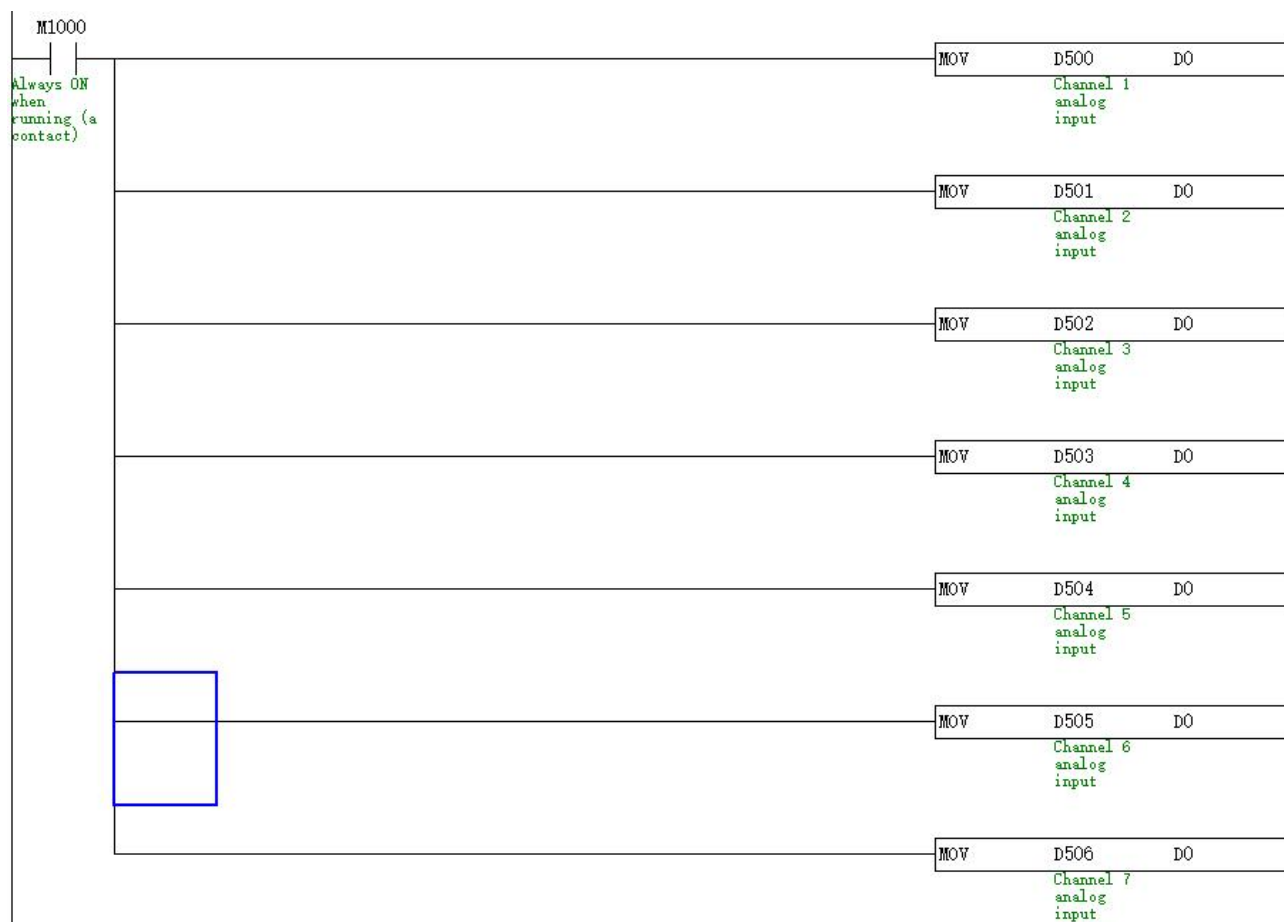 M1000
Always ON
when
running (a
contact)
MOV D500 D0
Channel 1
analog
input
MOV D501 D0
Channel 2
analog
input
MOV D502 D0
Channel 3
analog
input
MOV D503 D0
Channel 4
analog
input
MOV D504 D0
Channel 5
analog
input
MOV D505 D0
Channel 6
analog
input
MOV D506 D0
Channel 7
analog
input